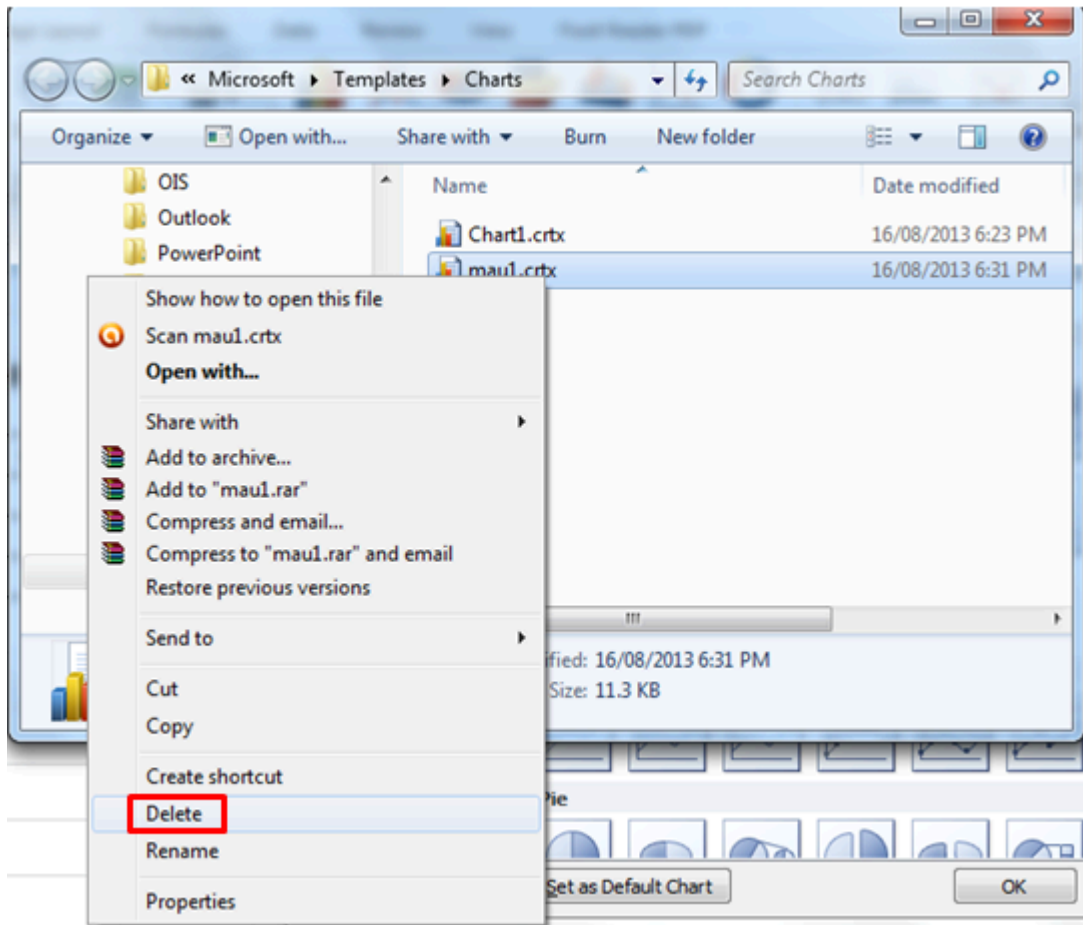 « Microsoft ▸ Templates ▸ Charts
Search Charts
Organize Open with... Share with Burn New folder
OIS
Outlook
PowerPoint
Name Date modified
Chart1.crtx 16/08/2013 6:23 PM
mau1.crtx 16/08/2013 6:31 PM
Show how to open this file
Scan mau1.crtx
Open with...
Share with
Add to archive...
Add to "mau1.rar"
Compress and email...
Compress to "mau1.rar" and email
Restore previous versions
Send to
Cut
Copy
Create shortcut
Delete
Rename
Properties
ified: 16/08/2013 6:31 PM
Size: 11.3 KB
Pie
Set as Default Chart OK